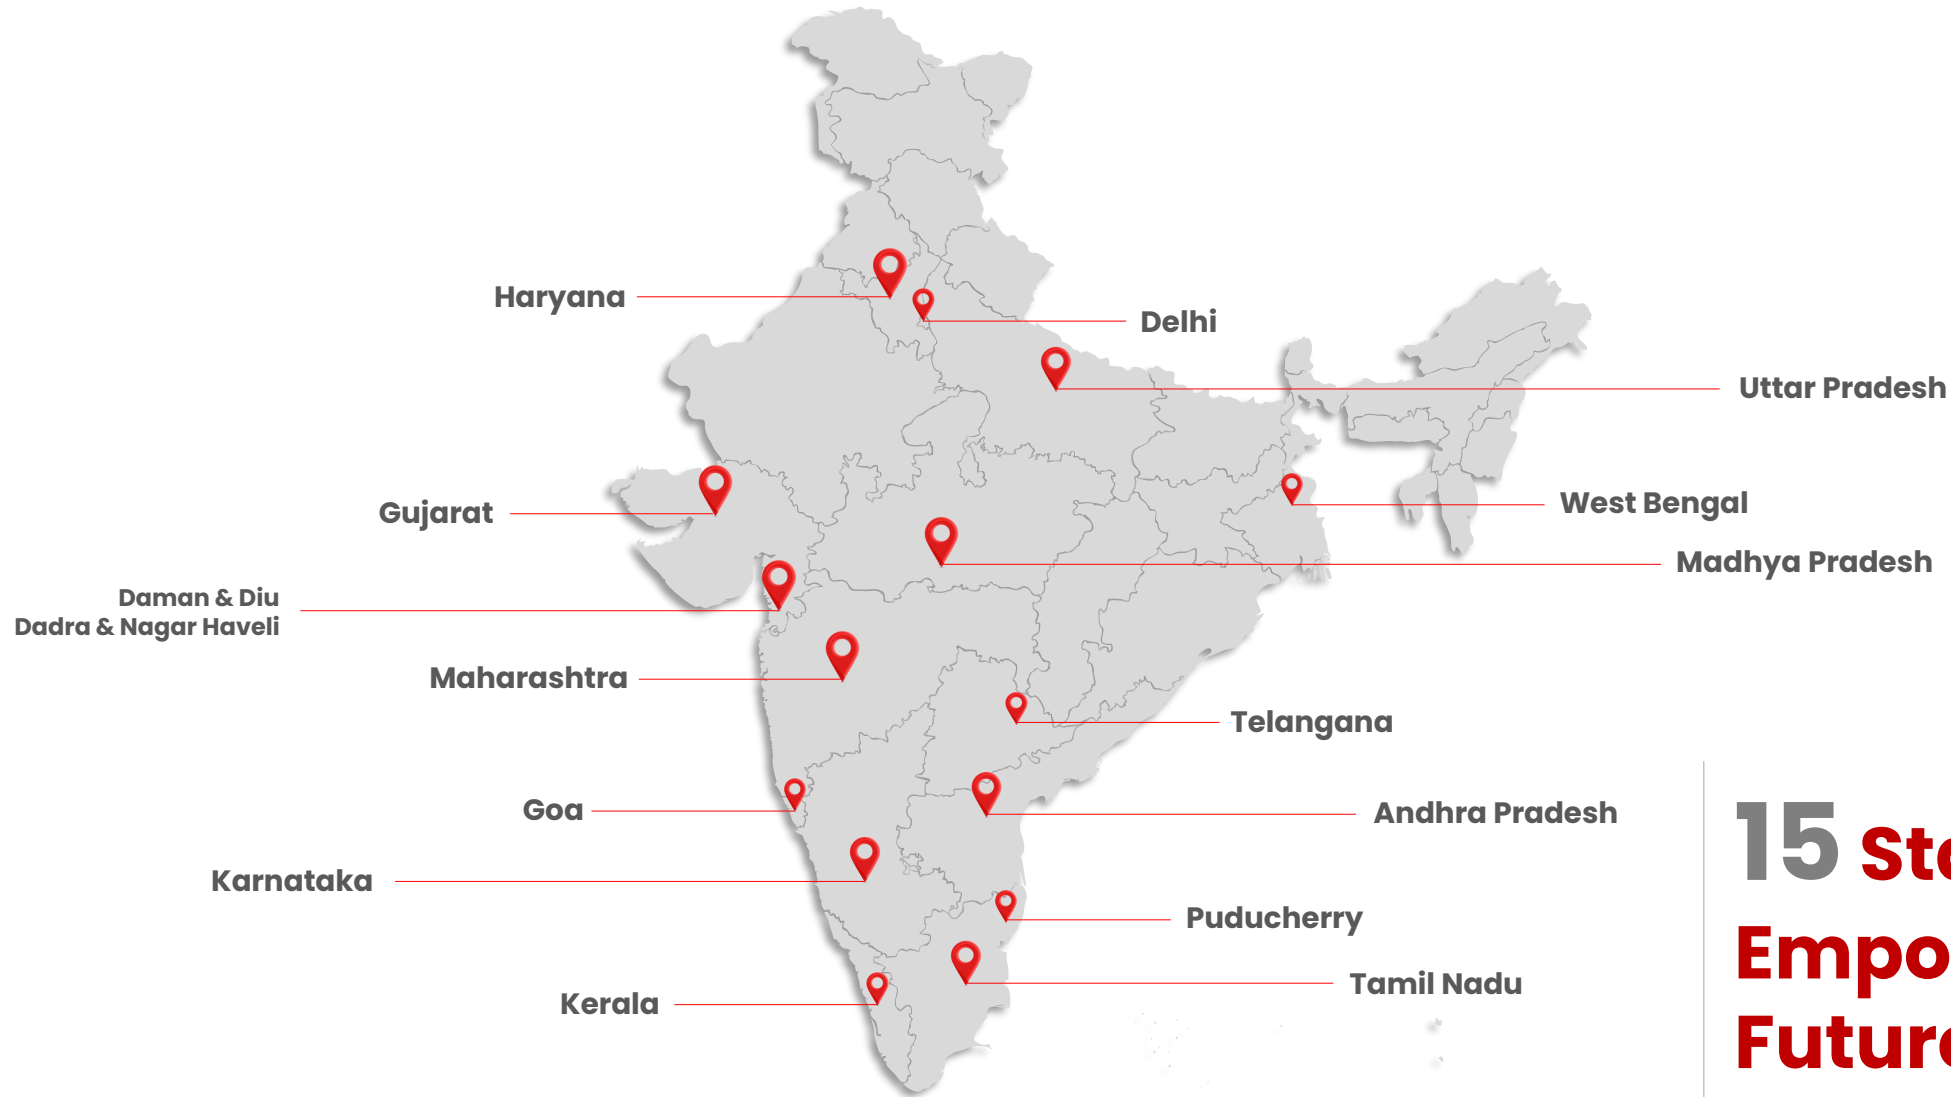 Haryana
Delhi
Uttar Pradesh
Gujarat
West Bengal
Madhya Pradesh
Daman & Diu
Dadra & Nagar Haveli
Maharashtra
Telangana
Goa
Andhra Pradesh
Karnataka
Puducherry
Tamil Nadu
Kerala
15